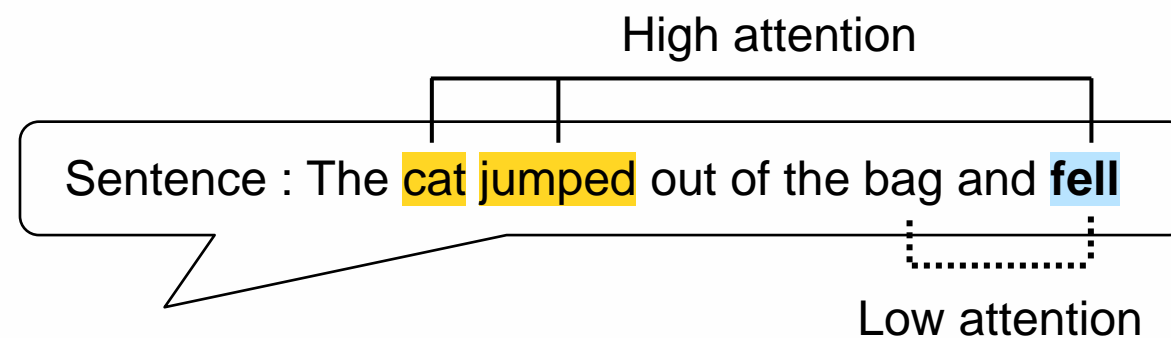 High attention
Sentence : The cat jumped out of the bag and fell
Low attention